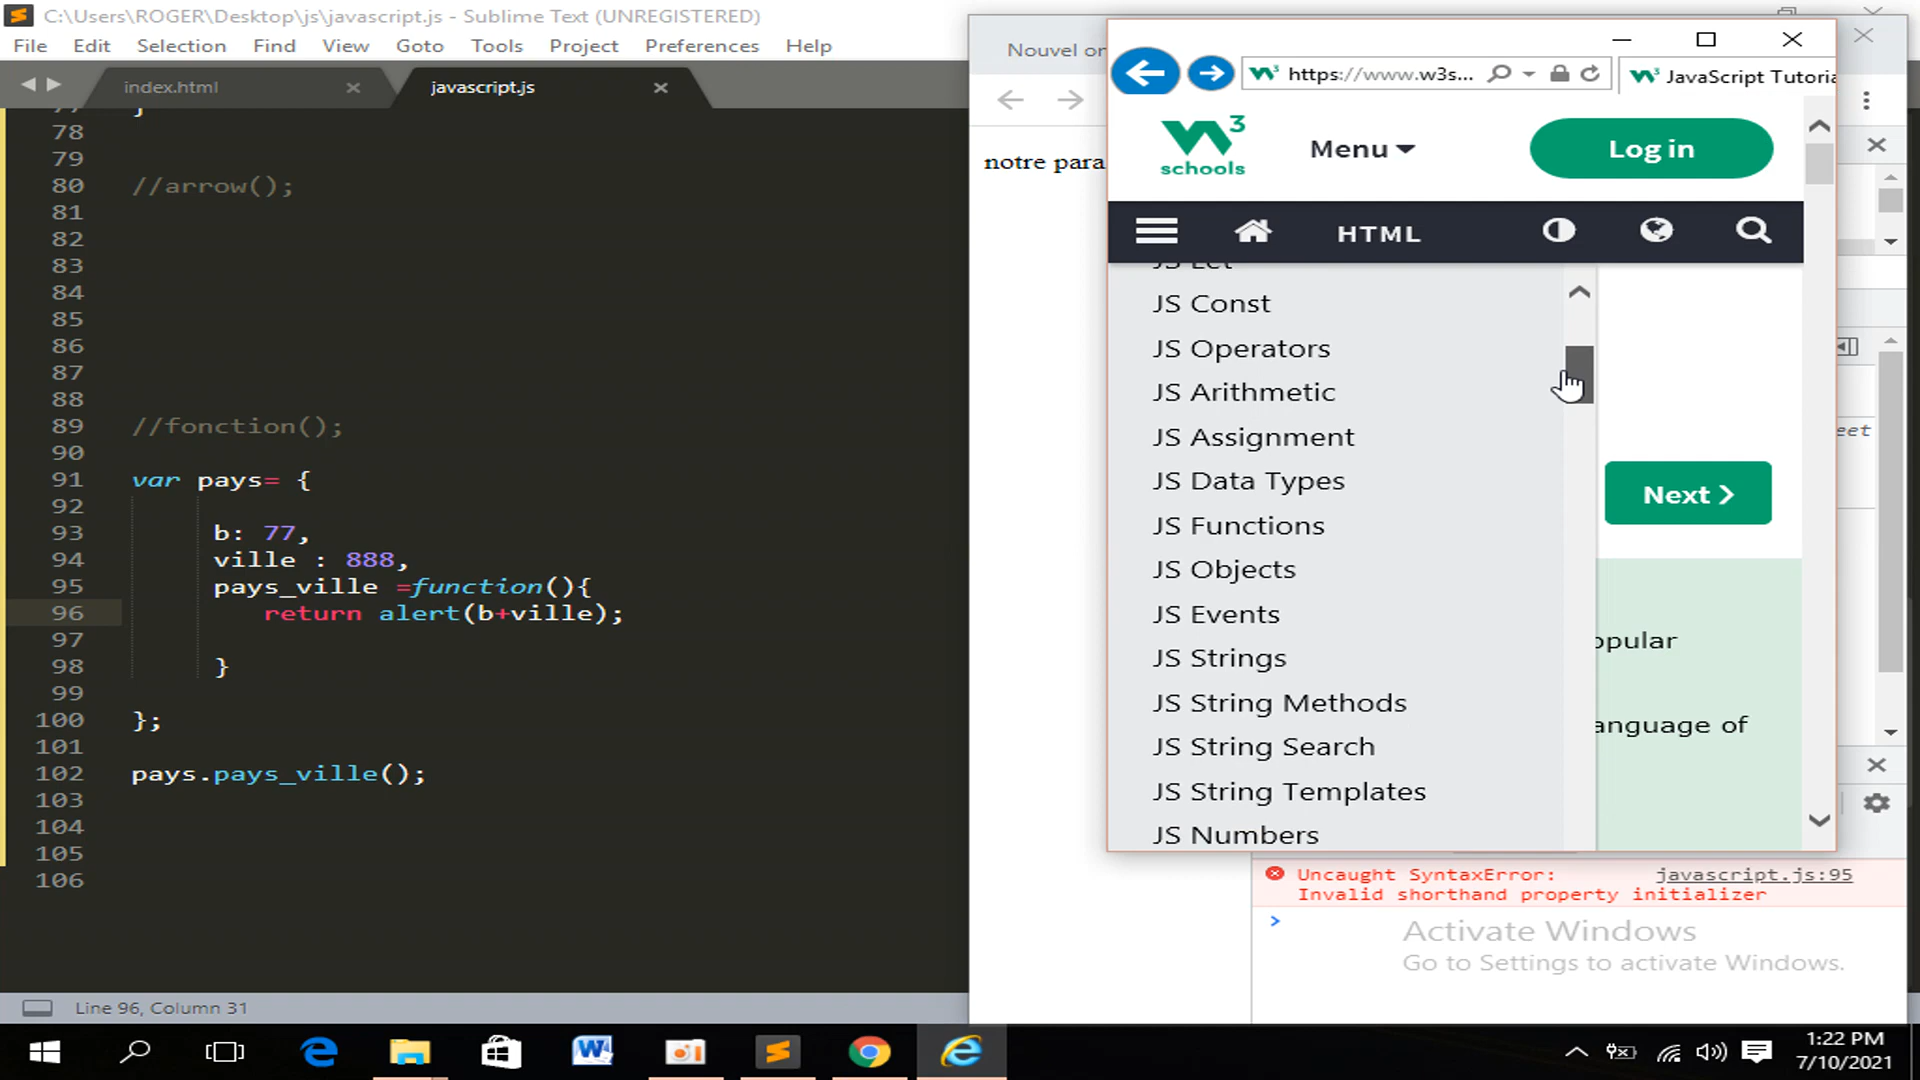 C:\Users\ROGER\Desktop\js\javascript.js - Sublime Text (UNREGISTERED)
File Edit Selection Find View Goto Tools Project Preferences Help
index.html
javascript.js
78
79
80 //arrow();
81
82
83
84
85
86
87
88
89 //fonction();
90
91 var pays= {
92
93 b: 77,
94 ville : 888,
95 pays_ville =function(){
96 return alert(b+ville);
97
98 }
99
100 };
101
102 pays.pays_ville();
103
104
105
106
Line 96, Column 31
Nouvel on
notre para
https://www.w3s...
JavaScript Tutoria
W3
schools
Menu
Log in
HTML
JS Let
JS Const
JS Operators
JS Arithmetic
JS Assignment
JS Data Types
JS Functions
JS Objects
JS Events
JS Strings
JS String Methods
JS String Search
JS String Templates
JS Numbers
Next
opular
anguage of
eet
Uncaught SyntaxError: javascript.js:95
Invalid shorthand property initializer
>
Activate Windows
Go to Settings to activate Windows.
1:22 PM
7/10/2021